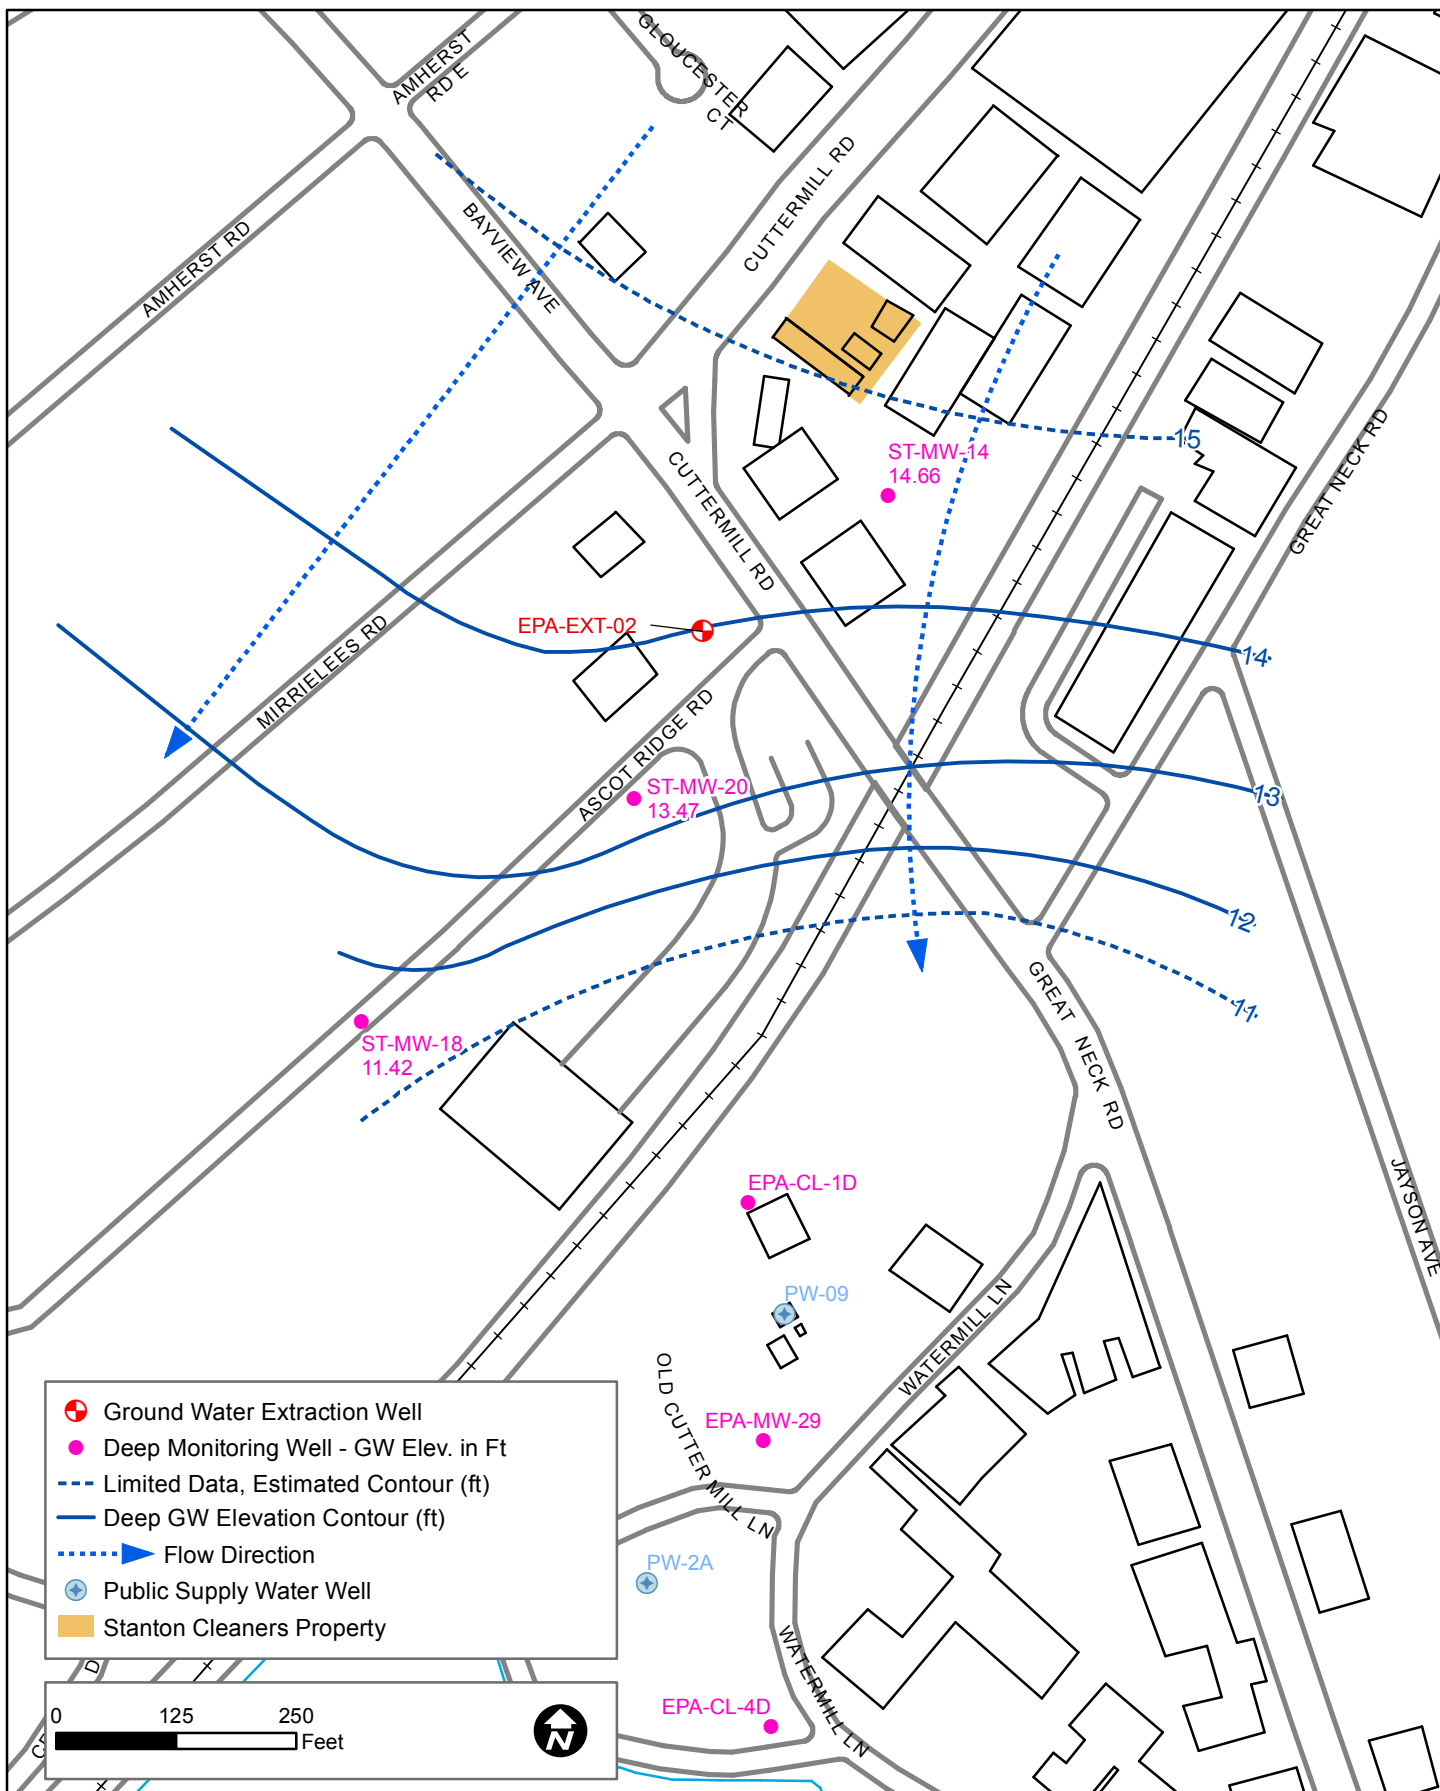 GLOUCESTER
CT
AMHERST
RD E
CUTTERMILL RD
BAYVIEW AVE
AMHERST RD
15
GREAT NECK RD
ST-MW-14
14.66
CUTTERMILL RD
EPA-EXT-02
MIRRIELEES RD
14
ASCOT RIDGE RD
ST-MW-20
13.47
13
12
GREAT NECK RD
11
ST-MW-18
11.42
JAYSON AVE
EPA-CL-1D
PW-09
WATERMILL LN
OLD CUTTER MILL LN
EPA-MW-29
PW-2A
WATERMILL LN
EPA-CL-4D
Ground Water Extraction Well
Deep Monitoring Well - GW Elev. in Ft
Limited Data, Estimated Contour (ft)
Deep GW Elevation Contour (ft)
Flow Direction
Public Supply Water Well
Stanton Cleaners Property
0 125 250
Feet
N